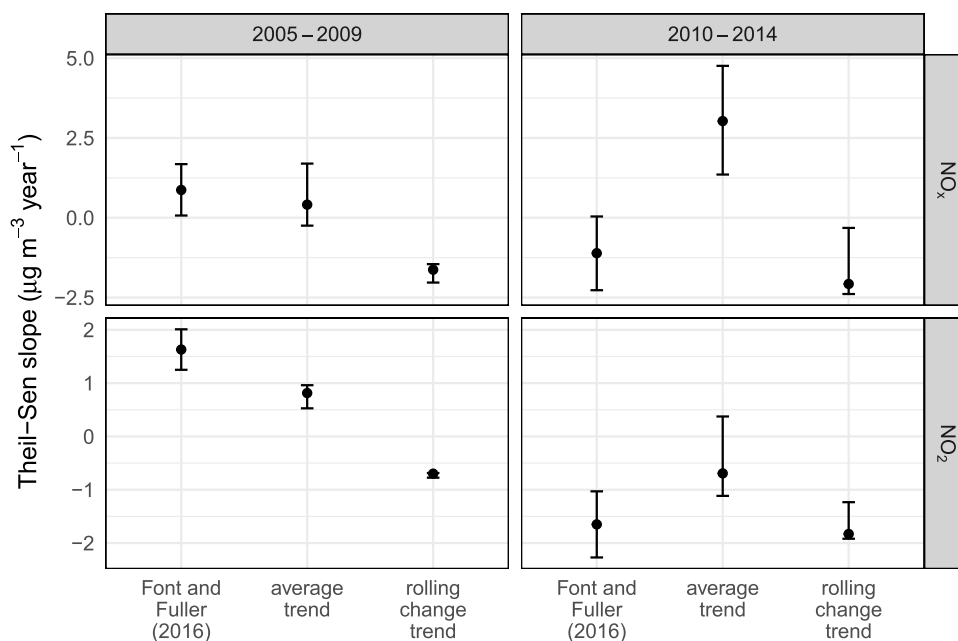 2005 – 2009
2010 – 2014
Theil−Sen slope (µg m⁻³ year⁻¹)
5.0
2.5
0.0
−2.5
NOₓ
2
1
0
−1
−2
NO₂
Font and
Fuller
(2016)
average
trend
rolling
change
trend
Font and
Fuller
(2016)
average
trend
rolling
change
trend